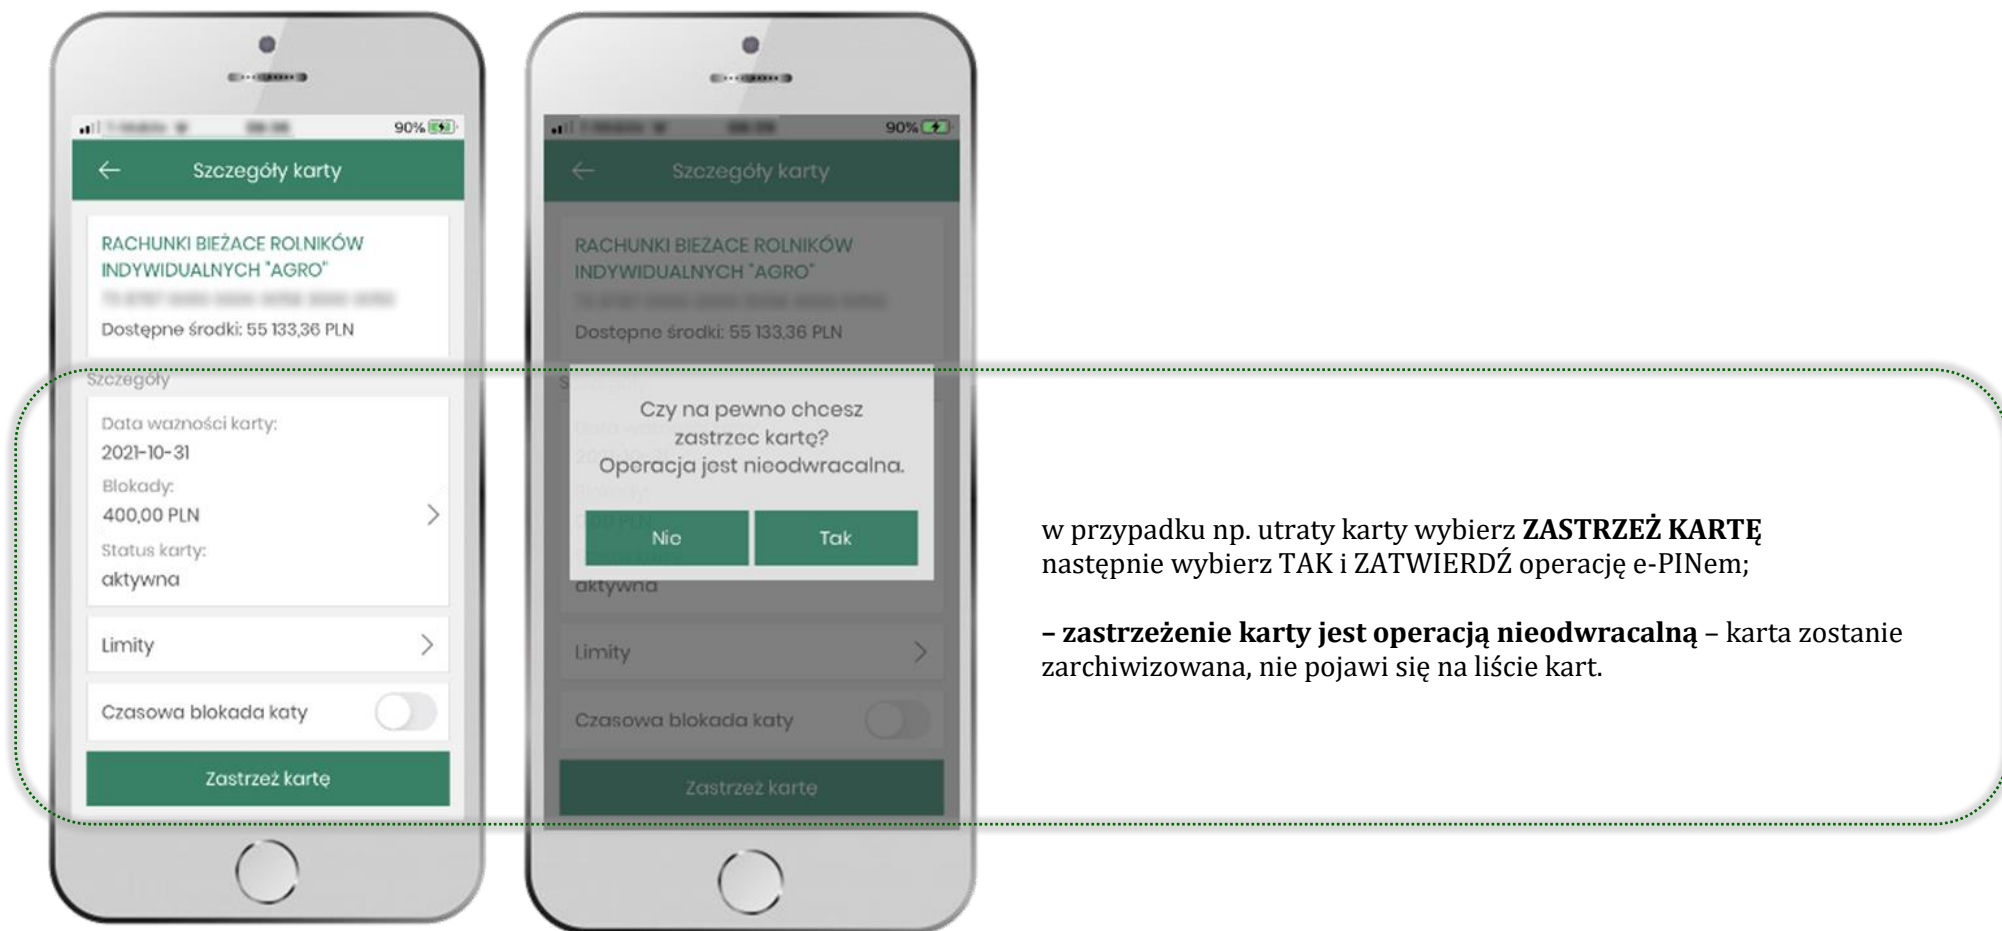 90%
Szczegóły karty
RACHUNKI BIEŻACE ROLNIKÓW
INDYWIDUALNYCH "AGRO"
Dostępne środki: 55 133,36 PLN
Szczegóły
Data ważności karty:
2021-10-31
Blokady:
400,00 PLN
Status karty:
aktywna
Limity
Czasowa blokada katy
Zastrzeż kartę
90%
Szczegóły karty
RACHUNKI BIEŻACE ROLNIKÓW
INDYWIDUALNYCH "AGRO"
Dostępne środki: 55 133,36 PLN
Czy na pewno chcesz
zastrzec kartę?
Operacja jest nieodwracalna.
Nie
Tak
aktywna
Limity
Czasowa blokada katy
Zastrzeż kartę
w przypadku np. utraty karty wybierz ZASTRZEŻ KARTĘ
następnie wybierz TAK i ZATWIERDŹ operację e-PINem;
– zastrzeżenie karty jest operacją nieodwracalną – karta zostanie
zarchiwizowana, nie pojawi się na liście kart.